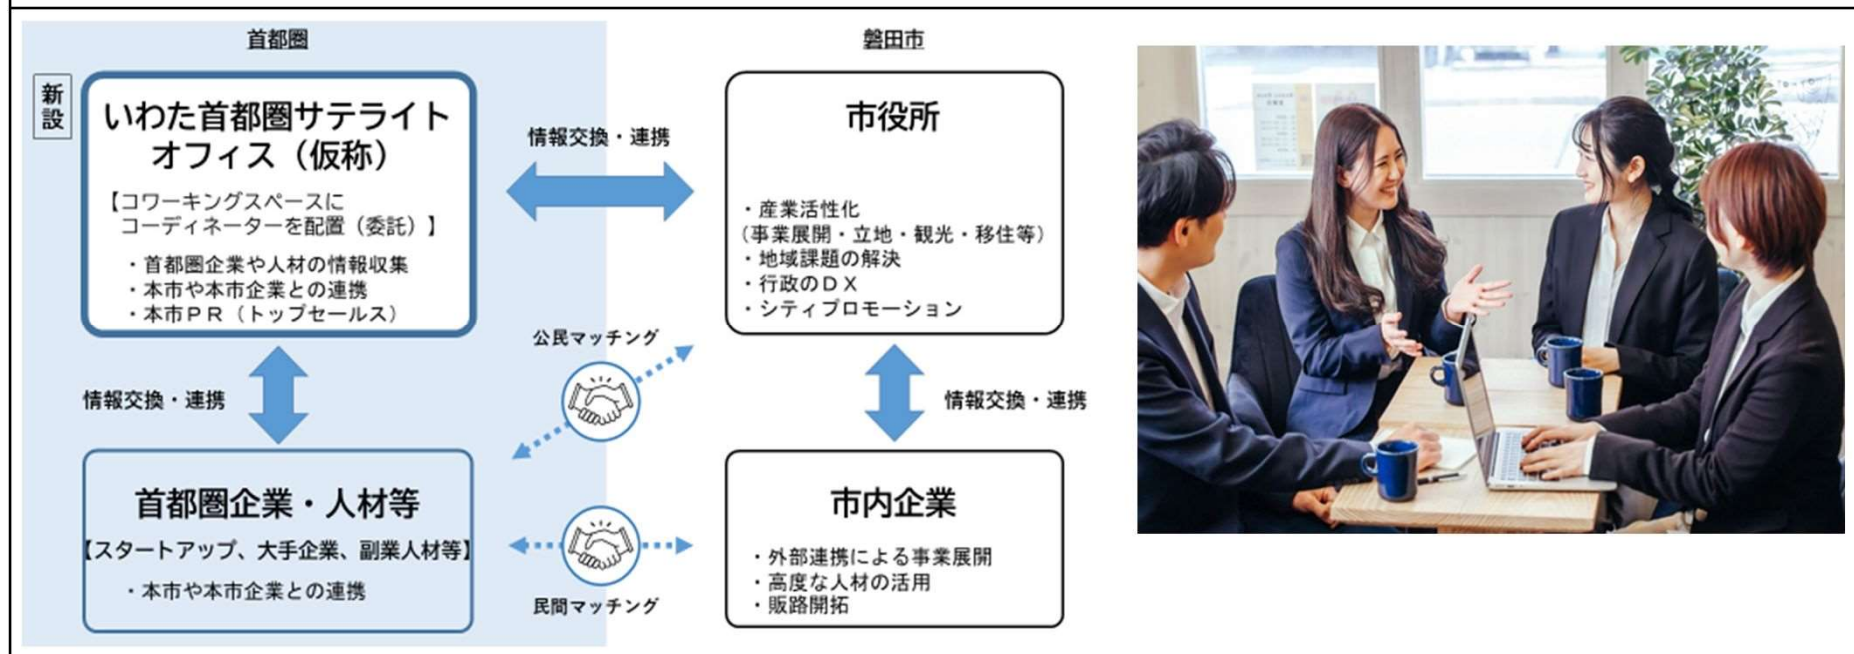 首都圏
磐田市
新設
いわた首都圏サテライト
オフィス（仮称）
【コワーキングスペースに
コーディネーターを配置（委託）】
・首都圏企業や人材の情報収集
・本市や本市企業との連携
・本市ＰＲ（トップセールス）
情報交換・連携
市役所
・産業活性化
（事業展開・立地・観光・移住等）
・地域課題の解決
・行政のＤＸ
・シティプロモーション
公民マッチング
情報交換・連携
情報交換・連携
首都圏企業・人材等
【スタートアップ、大手企業、副業人材等】
・本市や本市企業との連携
民間マッチング
市内企業
・外部連携による事業展開
・高度な人材の活用
・販路開拓